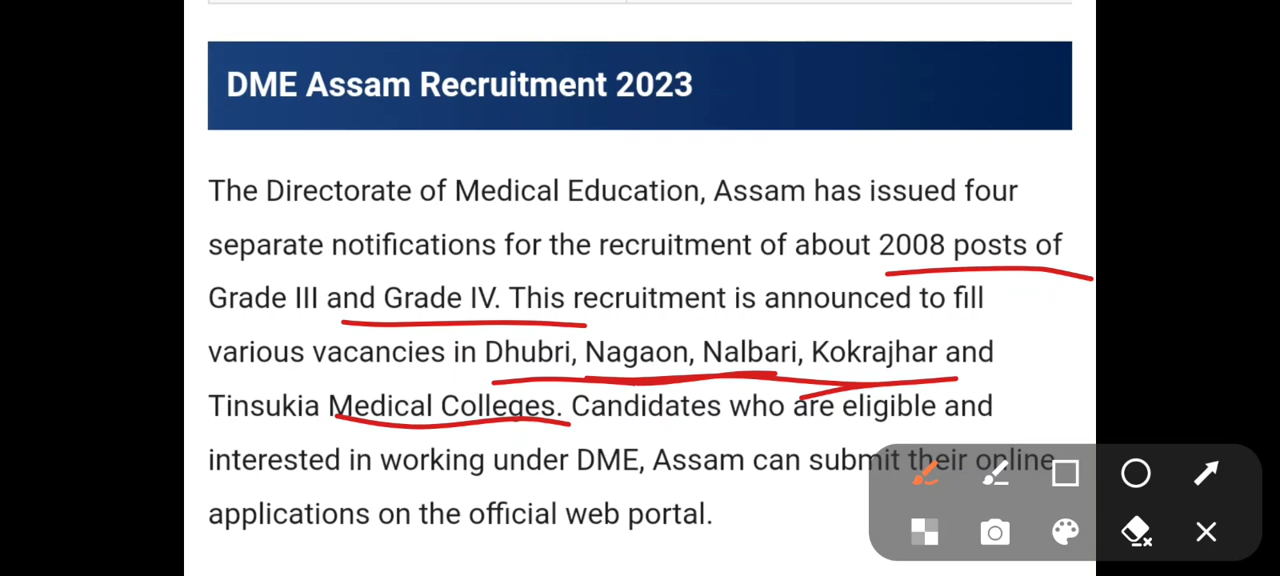 DME Assam Recruitment 2023
The Directorate of Medical Education, Assam has issued four
separate notifications for the recruitment of about 2008 posts of
Grade III and Grade IV. This recruitment is announced to fill
various vacancies in Dhubri, Nagaon, Nalbari, Kokrajhar and
Tinsukia Medical Colleges. Candidates who are eligible and
interested in working under DME, Assam can submit their online
applications on the official web portal.